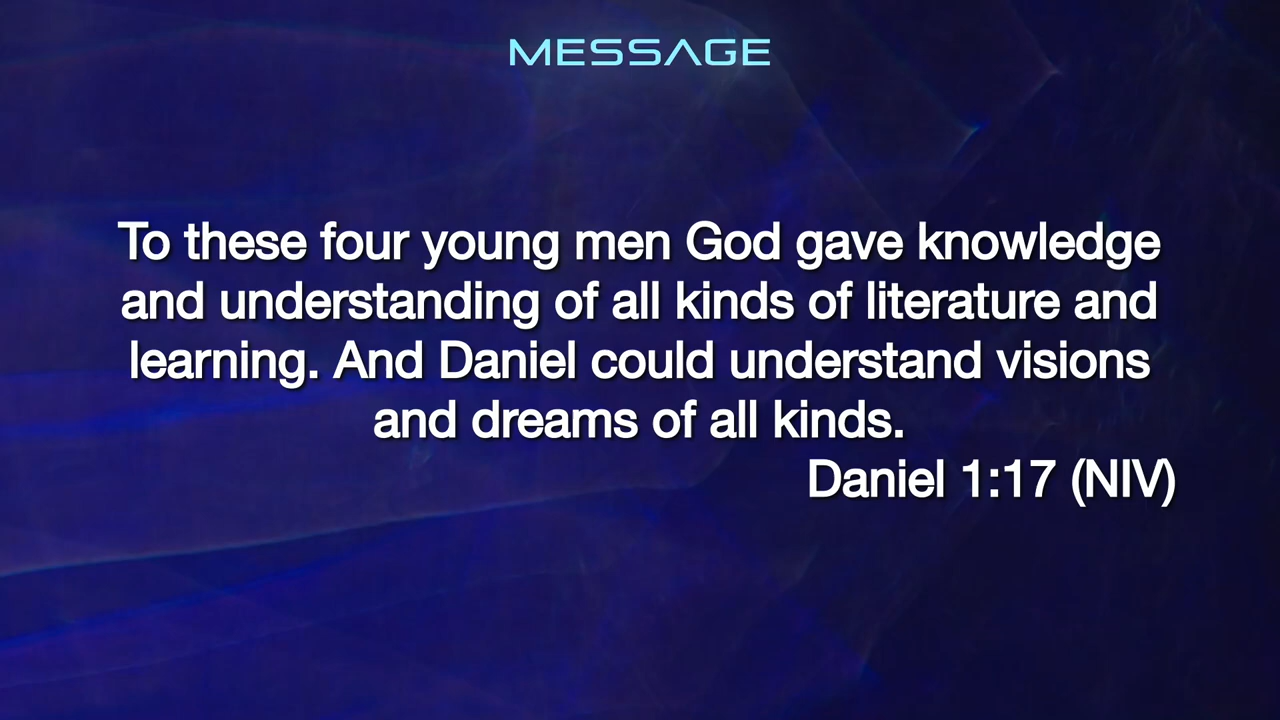 MESSAGE
To these four young men God gave knowledge
and understanding of all kinds of literature and
learning. And Daniel could understand visions
and dreams of all kinds.
Daniel 1:17 (NIV)